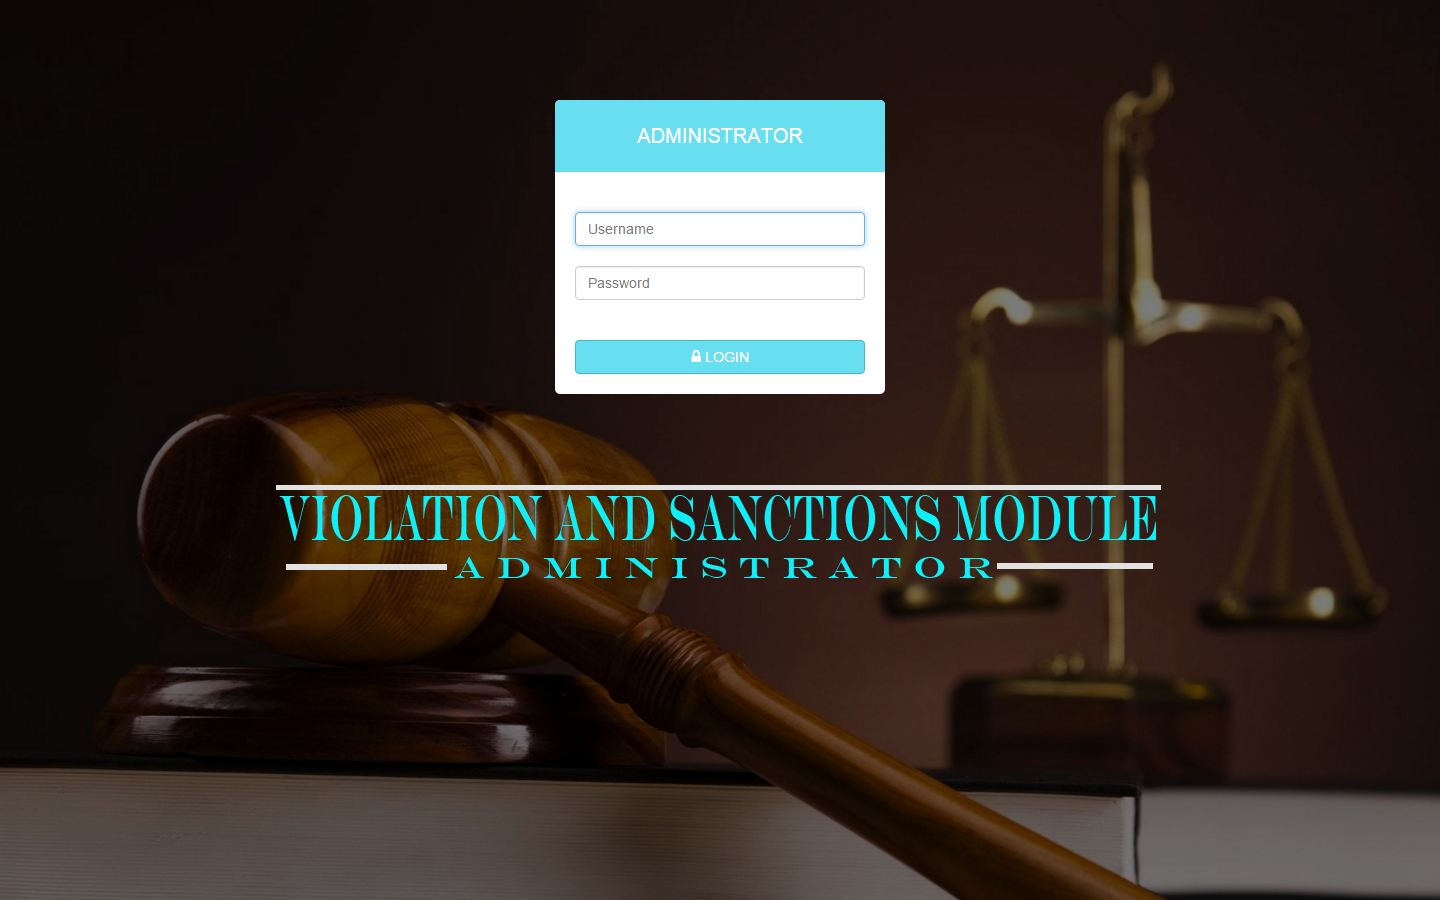 ADMINISTRATOR
Username
Password
LOGIN
VIOLATION AND SANCTIONS MODULE
ADMINISTRATOR